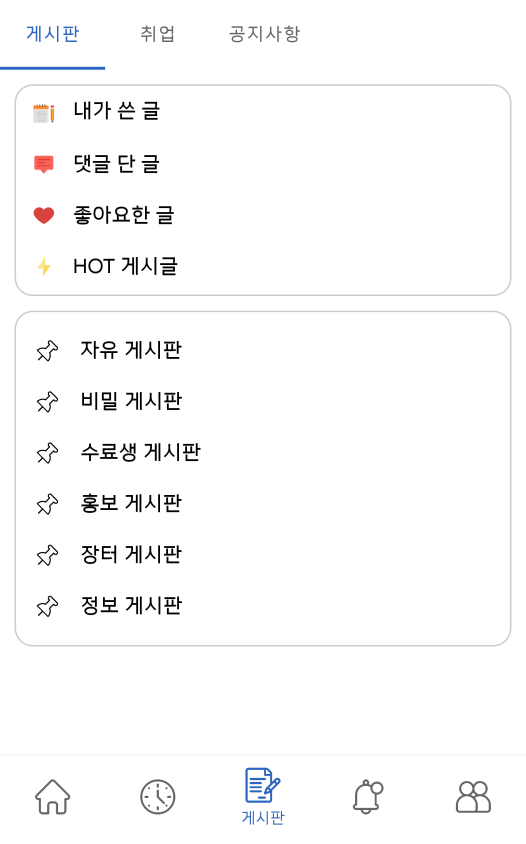 게시판 취업 공지사항
내가 쓴 글
댓글 단 글
좋아요한 글
HOT 게시글
자유 게시판
비밀 게시판
수료생 게시판
홍보 게시판
장터 게시판
정보 게시판
게시판